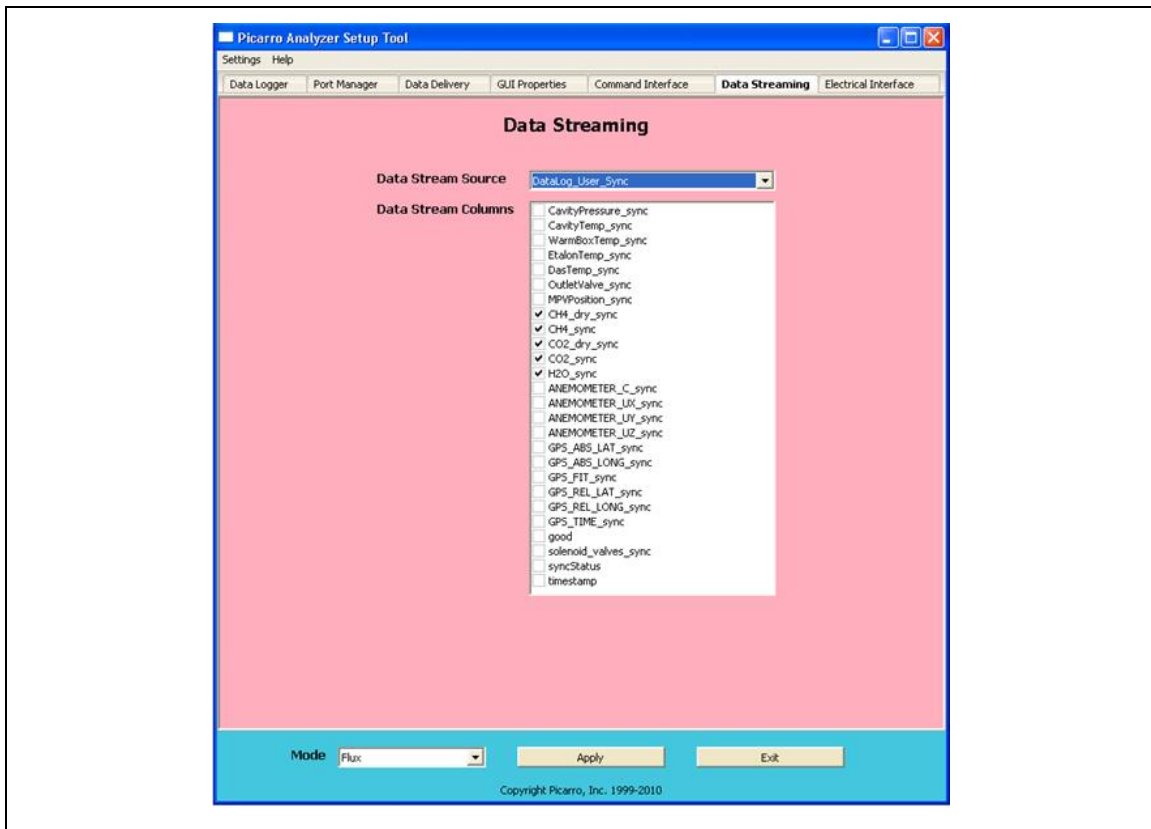 Picarro Analyzer Setup Tool
Settings Help
Data Logger Port Manager Data Delivery GUI Properties Command Interface Data Streaming Electrical Interface
Data Streaming
Data Stream Source DataLog_User_Sync
Data Stream Columns CavityPressure_sync
CavityTemp_sync
WarmBoxTemp_sync
EtalonTemp_sync
DasTemp_sync
OutletValve_sync
MPVPosition_sync
CH4_dry_sync
CH4_sync
CO2_dry_sync
CO2_sync
H2O_sync
ANEMOMETER_C_sync
ANEMOMETER_UX_sync
ANEMOMETER_UY_sync
ANEMOMETER_UZ_sync
GPS_ABS_LAT_sync
GPS_ABS_LONG_sync
GPS_FIT_sync
GPS_REL_LAT_sync
GPS_REL_LONG_sync
GPS_TIME_sync
good
solenoid_valves_sync
syncStatus
timestamp
Mode Flux Apply Exit
Copyright Picarro, Inc. 1999-2010